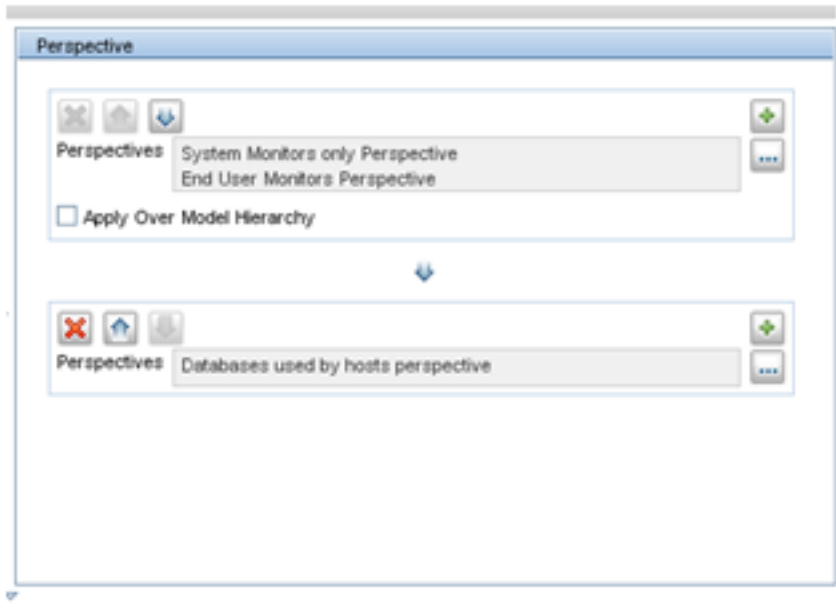 Perspective
Perspectives
System Monitors only Perspective
End User Monitors Perspective
...
Apply Over Model Hierarchy
Perspectives
Databases used by hosts perspective
...